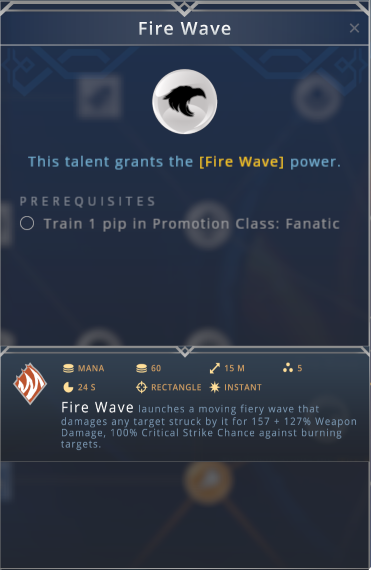 Fire Wave
This talent grants the [Fire Wave] power.
PREREQUISITES
Train 1 pip in Promotion Class: Fanatic
MANA 60 15 M 5
24 S RECTANGLE INSTANT
Fire Wave launches a moving fiery wave that
damages any target struck by it for 157 + 127% Weapon
Damage, 100% Critical Strike Chance against burning
targets.